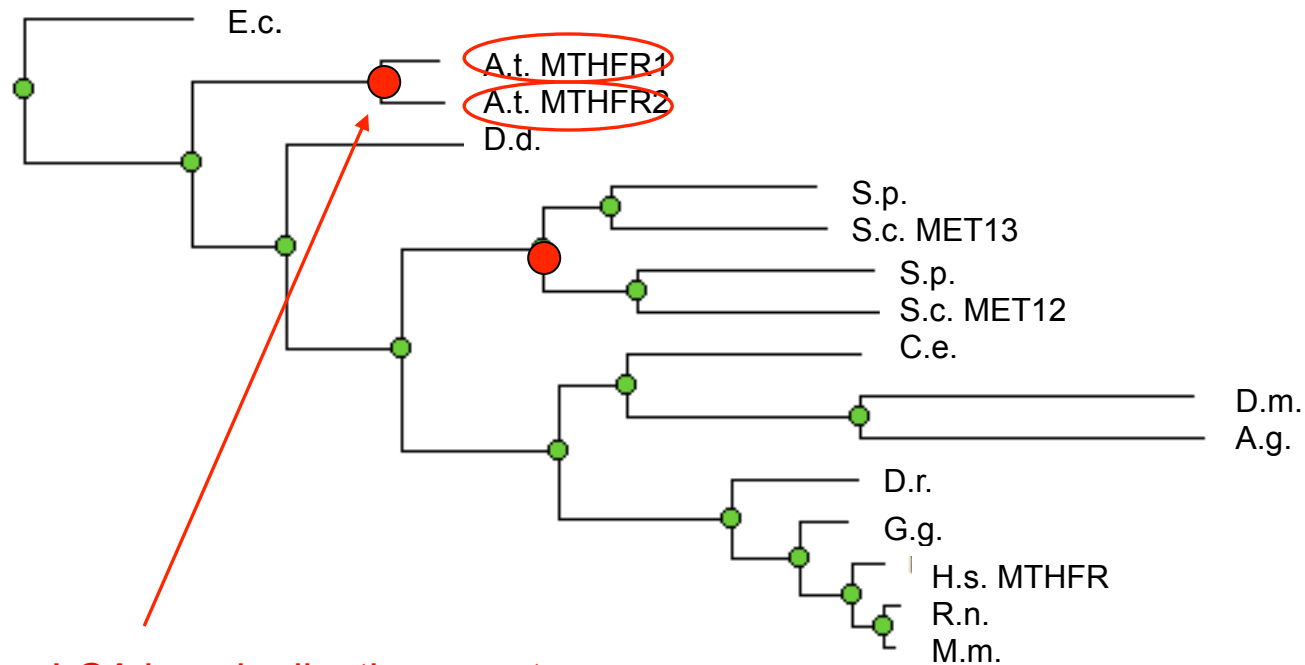 E.c.
A.t. MTHFR1
A.t. MTHFR2
D.d.
S.p.
S.c. MET13
S.p.
S.c. MET12
C.e.
D.m.
A.g.
D.r.
G.g.
H.s. MTHFR
R.n.
M.m.